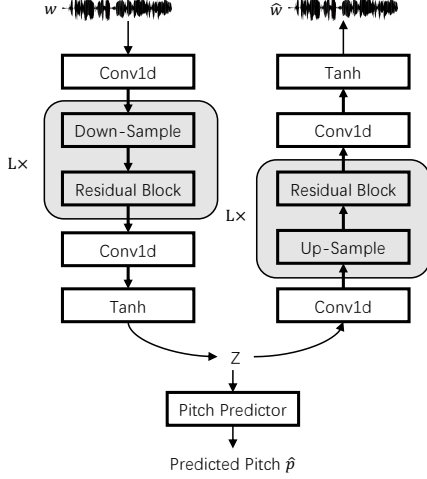 w
Conv1d
Down-Sample
Residual Block
L×
Conv1d
Tanh
ŵ
Tanh
Conv1d
Residual Block
L×
Up-Sample
Conv1d
Z
Pitch Predictor
Predicted Pitch p̂